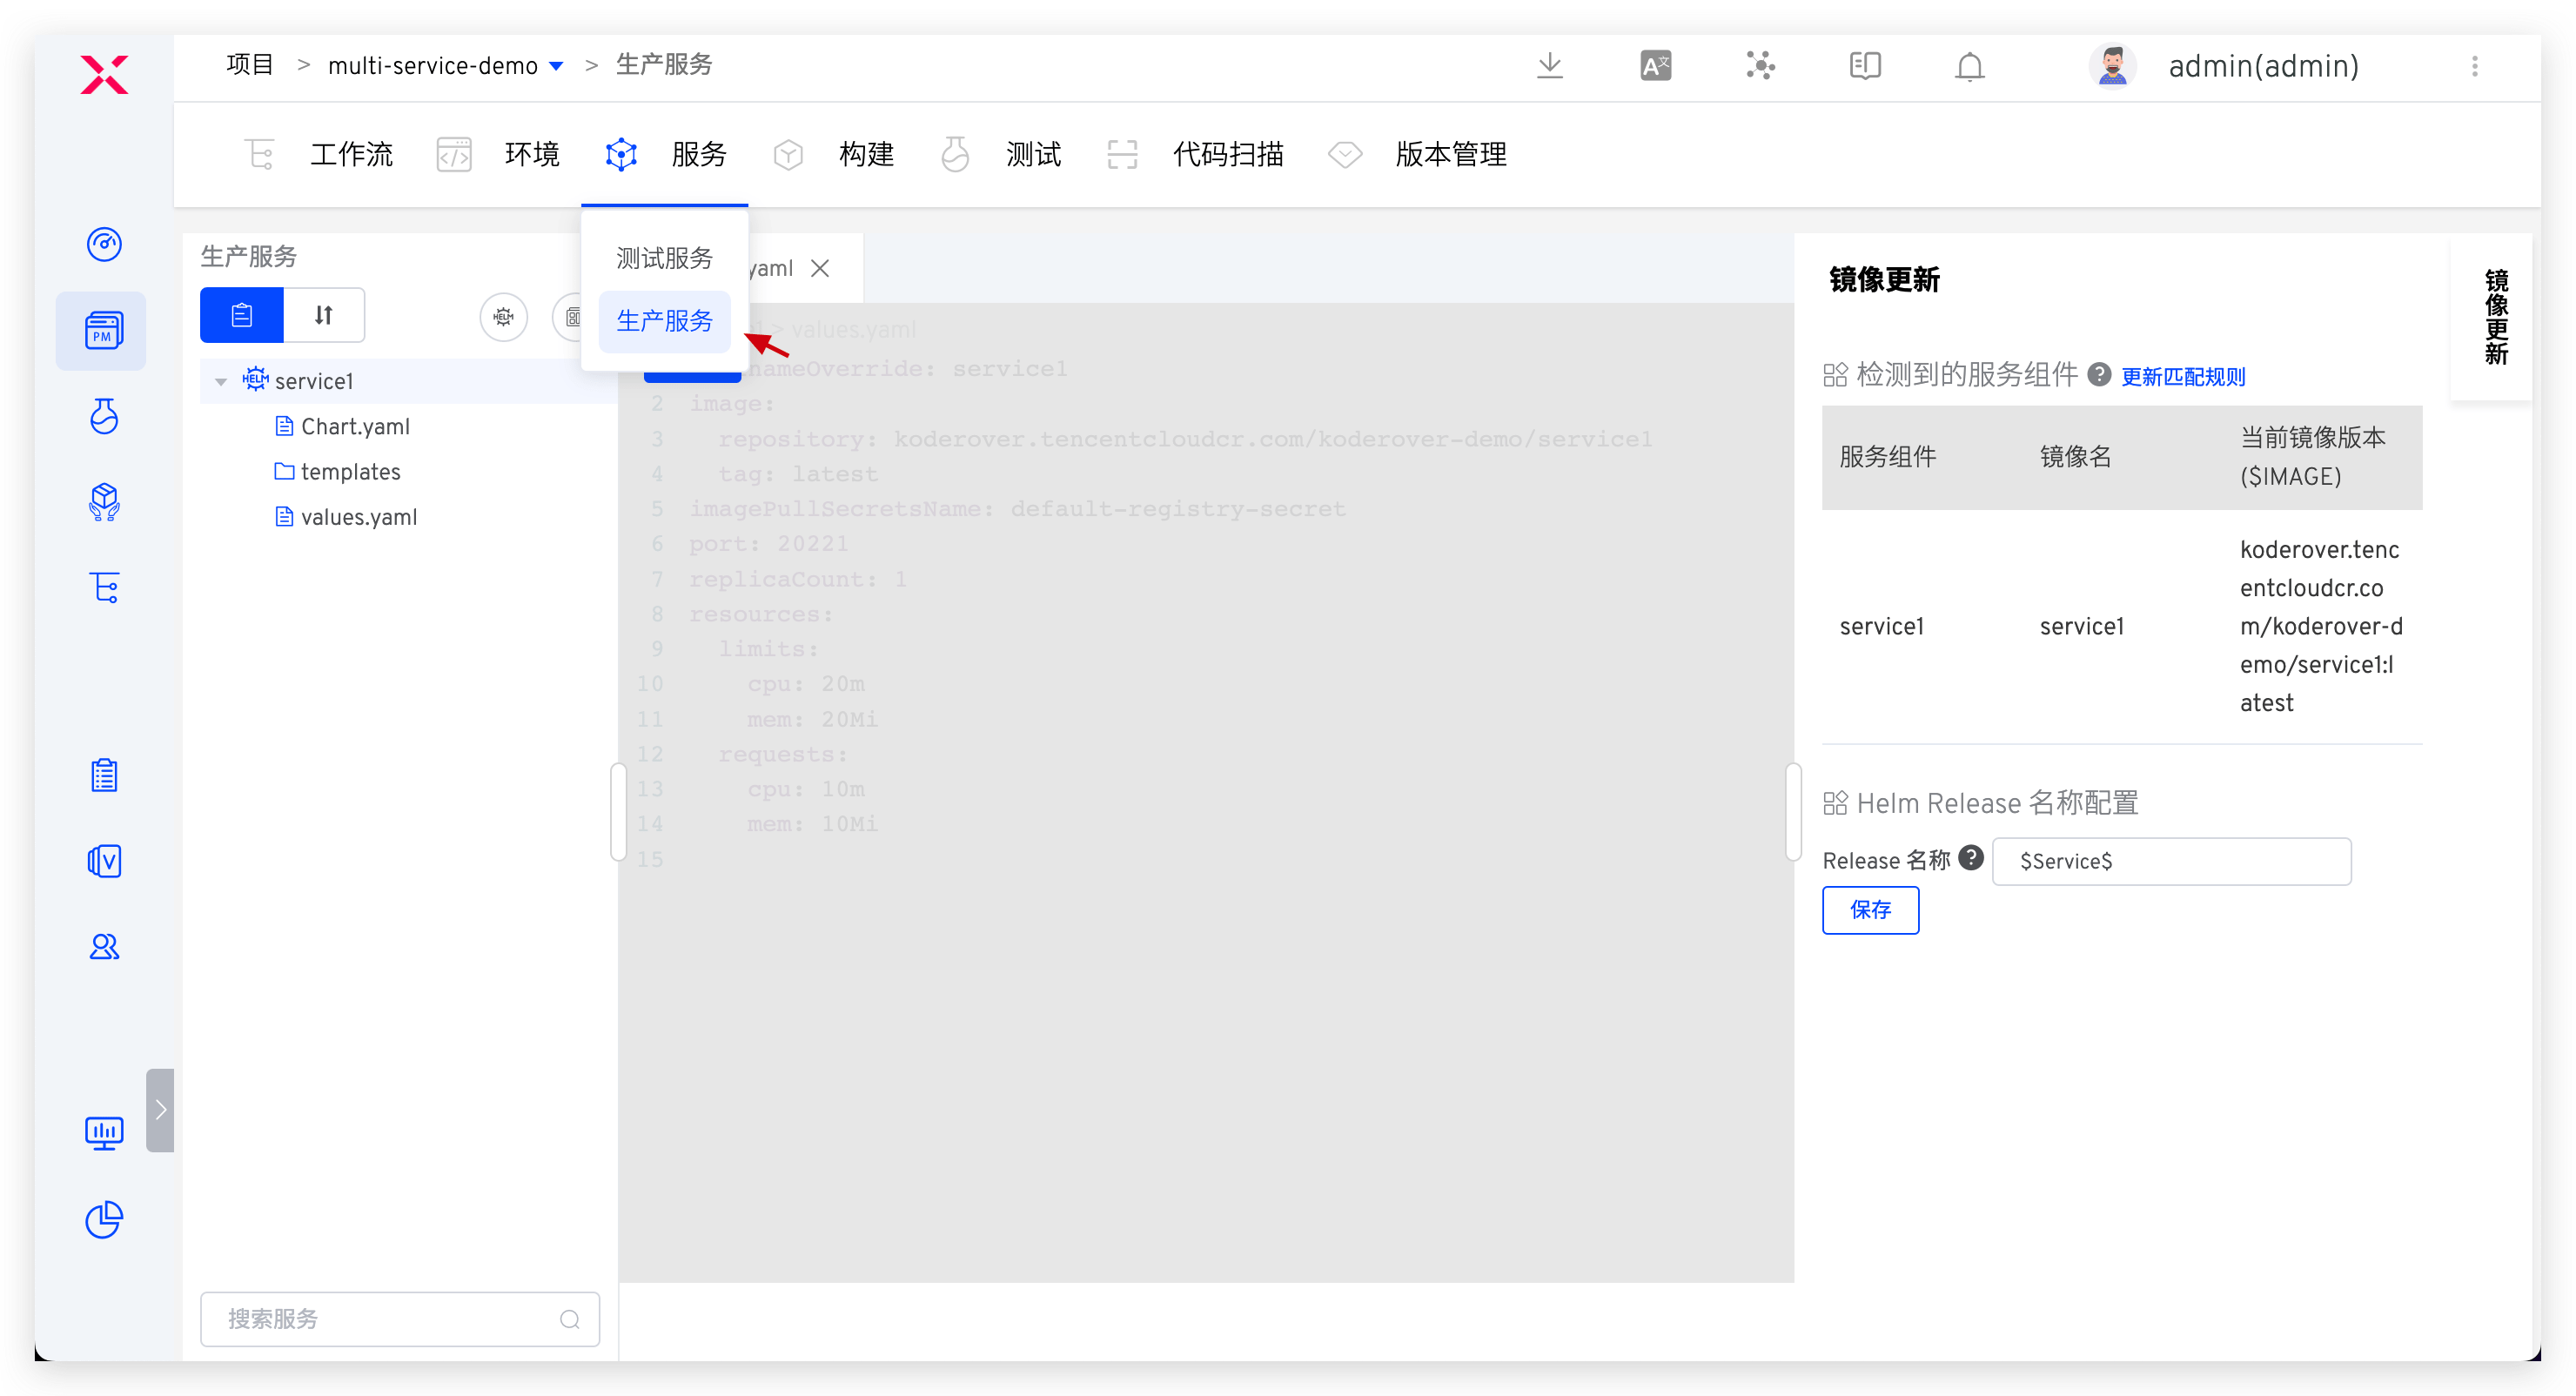 项目 > multi-service-demo > 生产服务
admin(admin)
工作流 环境 服务 构建 测试 代码扫描 版本管理
PM
V
生产服务
HELM
HELM service1
Chart.yaml
templates
values.yaml
搜索服务
测试服务
生产服务
yaml
> values.yaml
nameOverride: service1
2 image:
3 repository: koderover.tencentcloudcr.com/koderover-demo/service1
4 tag: latest
5 imagePullSecretsName: default-registry-secret
6 port: 20221
7 replicaCount: 1
8 resources:
9 limits:
10 cpu: 20m
11 mem: 20Mi
12 requests:
13 cpu: 10m
14 mem: 10Mi
15
镜像更新
检测到的服务组件 ? 更新匹配规则
服务组件 镜像名 当前镜像版本
($IMAGE)
service1 service1 koderover.tenc
entcloudcr.co
m/koderover-d
emo/service1:l
atest
Helm Release 名称配置
Release 名称 ? $Service$
保存
镜像更新